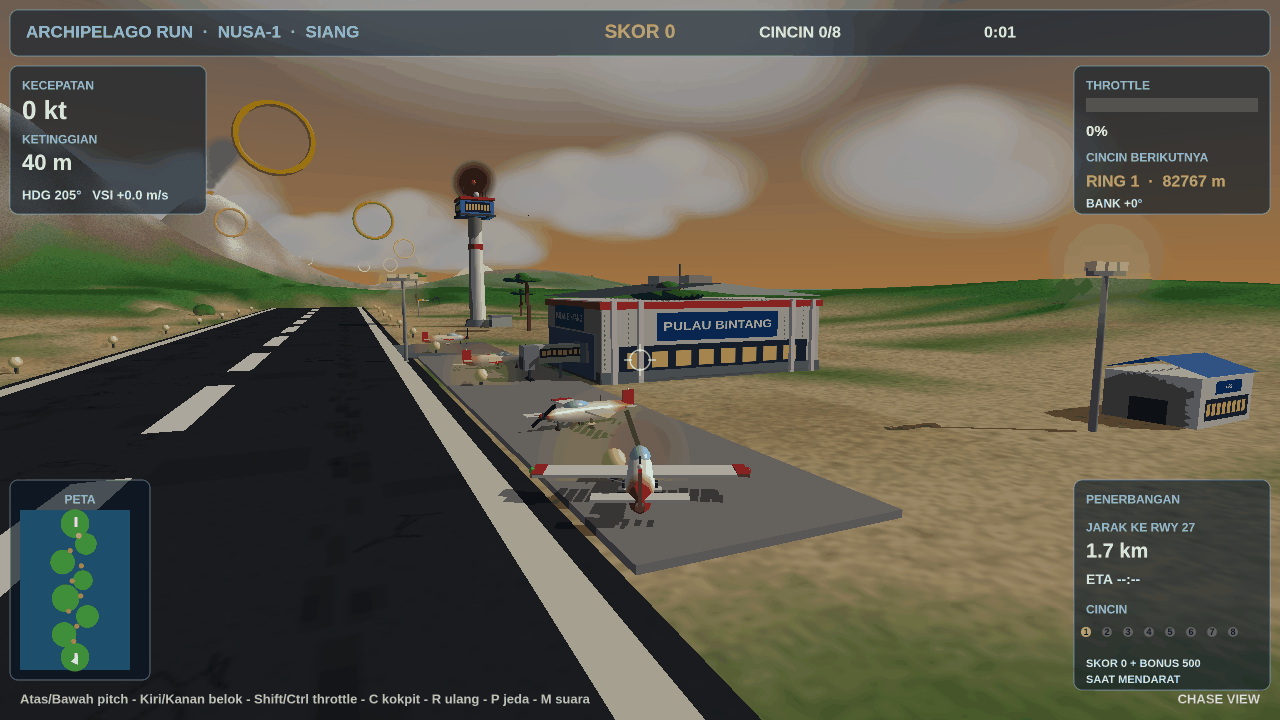 ARCHIPELAGO RUN · NUSA-1 · SIANG
SKOR 0
CINCIN 0/8
0:01
KECEPATAN
0 kt
KETINGGIAN
40 m
HDG 205° VSI +0.0 m/s
THROTTLE
0%
CINCIN BERIKUTNYA
RING 1 · 82767 m
BANK +0°
PULAU BINTANG
PETA
PENERBANGAN
JARAK KE RWY 27
1.7 km
ETA --:--
CINCIN
1 2 3 4 5 6 7 8
SKOR 0 + BONUS 500
SAAT MENDARAT
Atas/Bawah pitch - Kiri/Kanan belok - Shift/Ctrl throttle - C kokpit - R ulang - P jeda - M suara
CHASE VIEW